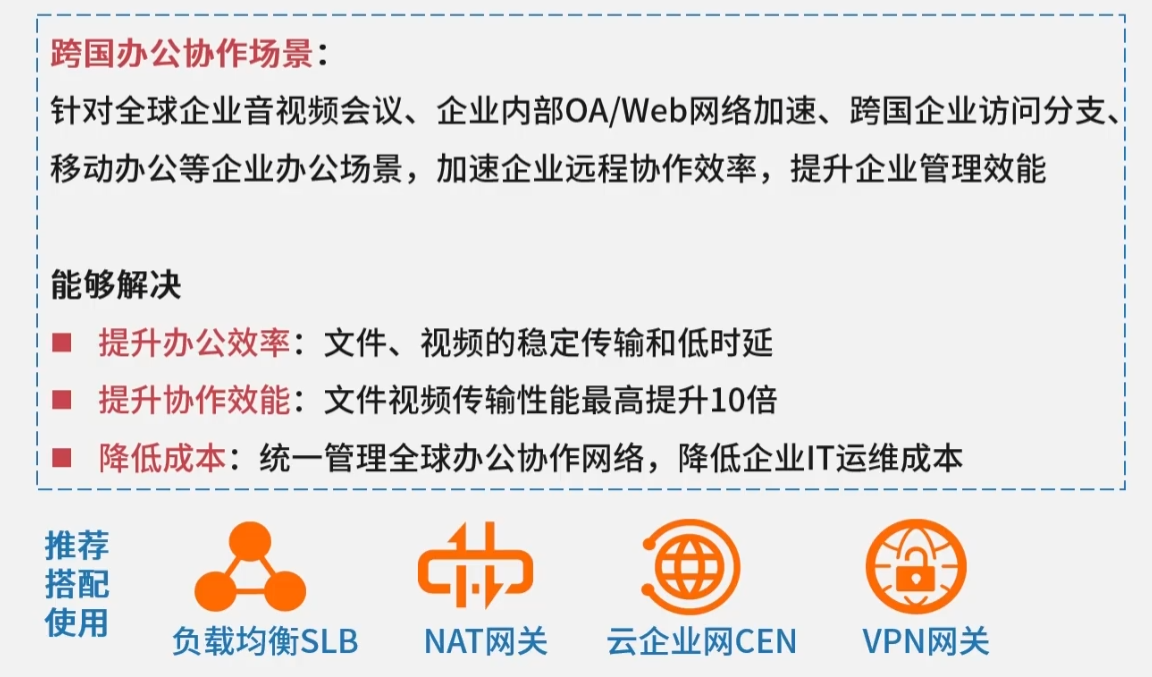 跨国办公协作场景：
针对全球企业音视频会议、企业内部OA/Web网络加速、跨国企业访问分支、
移动办公等企业办公场景，加速企业远程协作效率，提升企业管理效能
能够解决
■ 提升办公效率：文件、视频的稳定传输和低时延
■ 提升协作效能：文件视频传输性能最高提升10倍
■ 降低成本：统一管理全球办公协作网络，降低企业IT运维成本
推荐
搭配
使用
负载均衡SLB
NAT网关
云企业网CEN
VPN网关